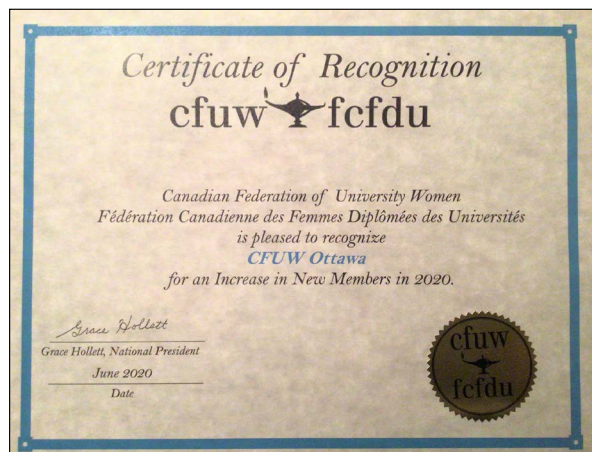 Certificate of Recognition
cfuw fcfdu
Canadian Federation of University Women
Fédération Canadienne des Femmes Diplômées des Universités
is pleased to recognize
CFUW Ottawa
for an Increase in New Members in 2020.
Grace Hollett
Grace Hollett, National President
June 2020
Date
cfuw
fcfdu